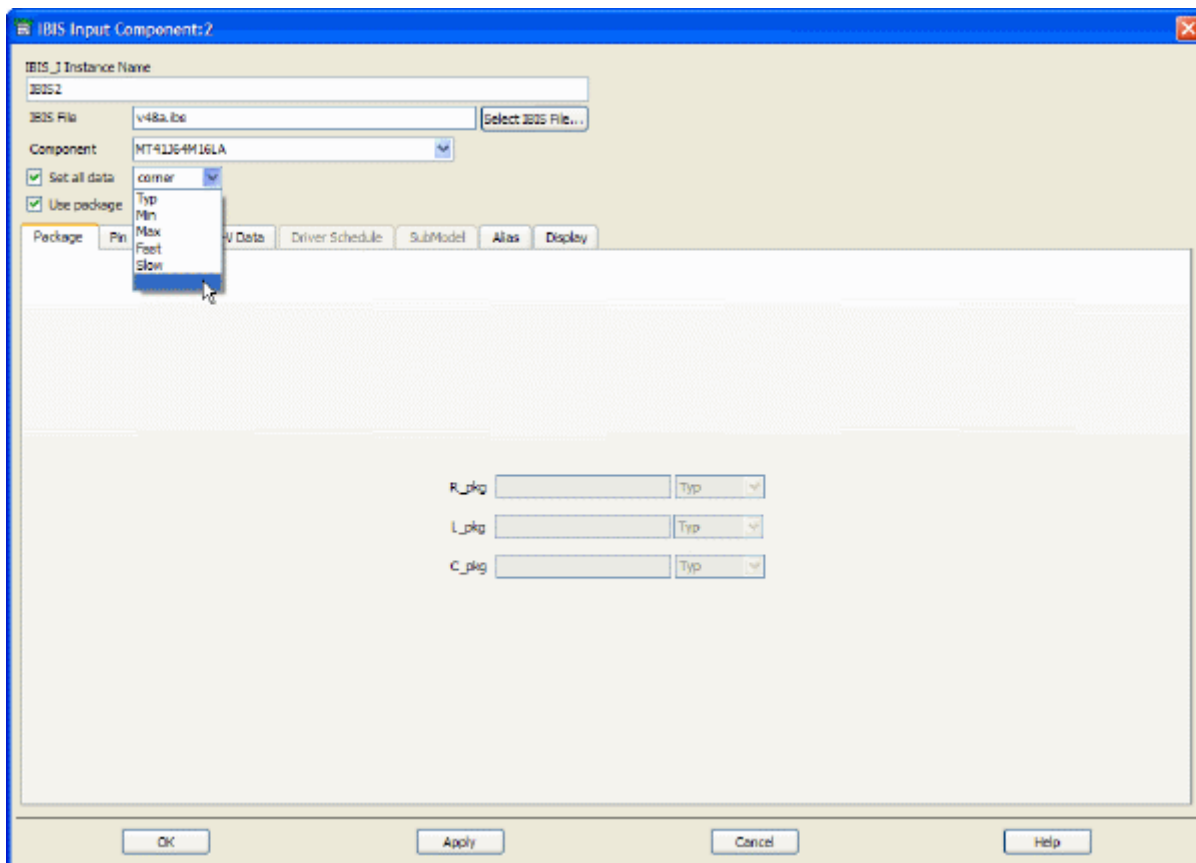 IBIS Input Component:2
IBIS_I Instance Name
IBIS2
IBIS File v48a.ibs Select IBIS File...
Component MT41J64M16LA
Set all data corner
Typ
Use package Min
Max
Fast
Slow
Package Pin V Data Driver Schedule SubModel Alias Display
R_pkg Typ
L_pkg Typ
C_pkg Typ
OK Apply Cancel Help